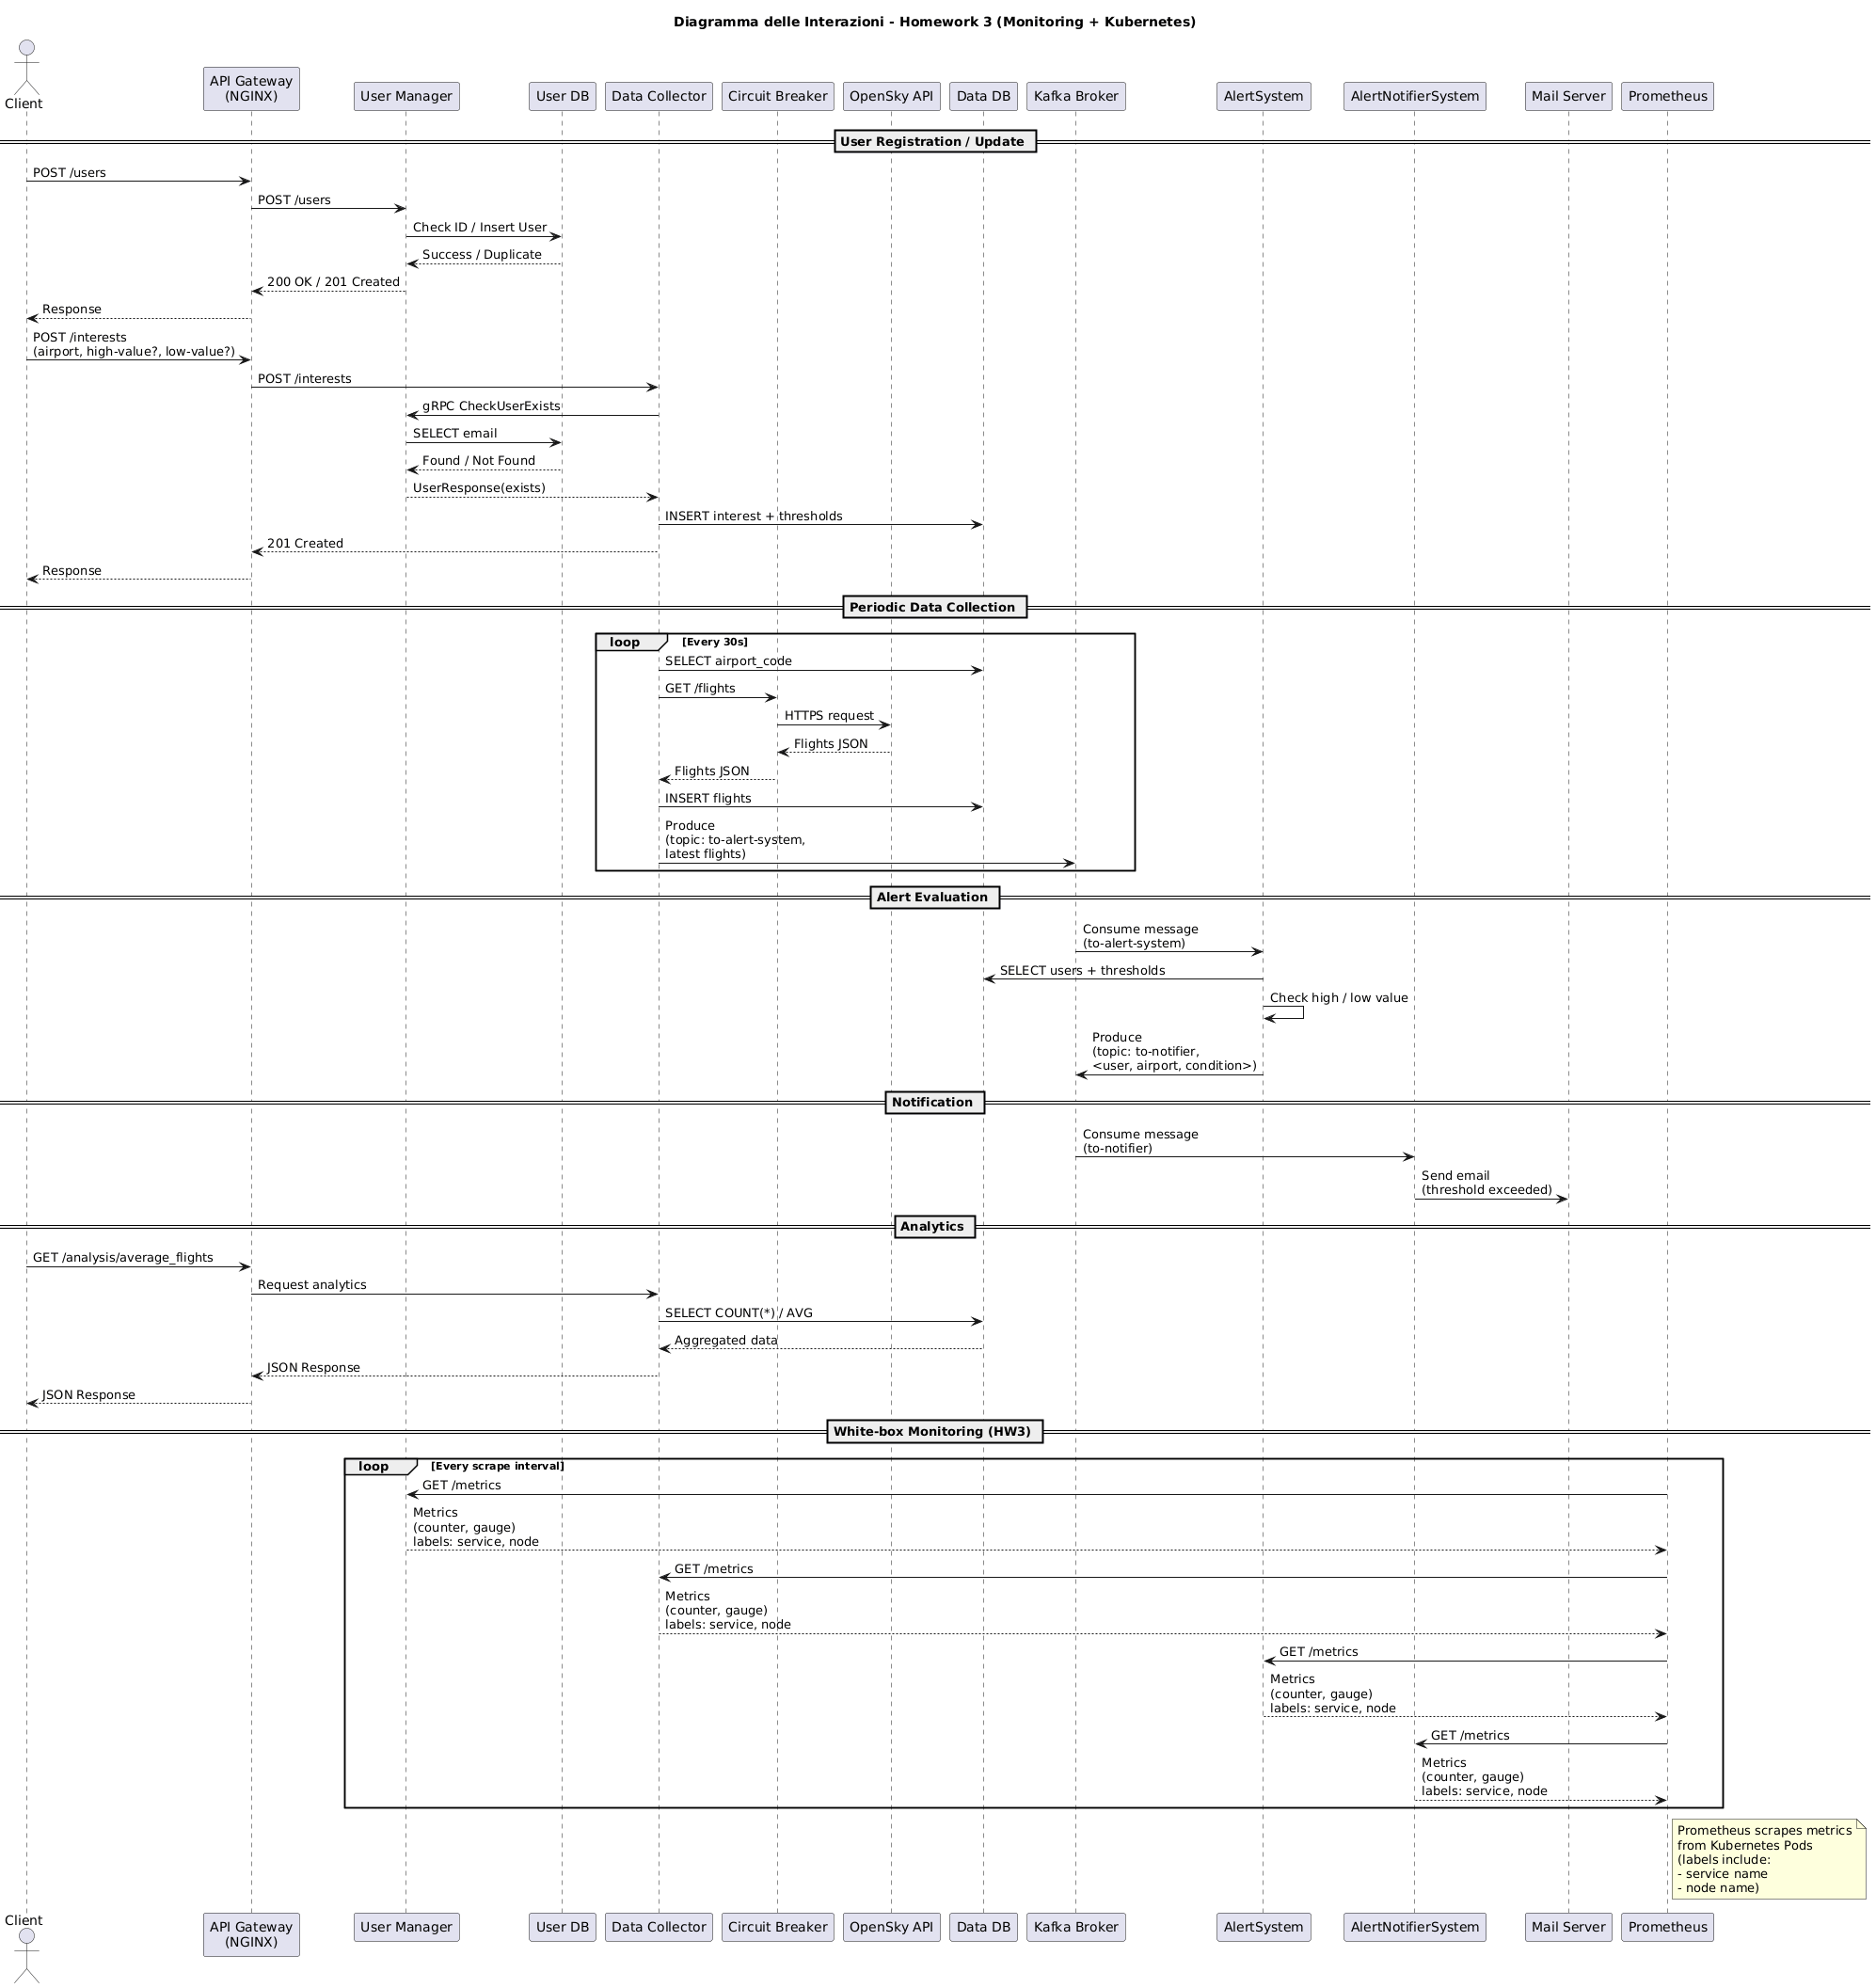 Diagramma delle Interazioni - Homework 3 (Monitoring + Kubernetes)
Client
API Gateway
(NGINX)
User Manager
User DB
Data Collector
Circuit Breaker
OpenSky API
Data DB
Kafka Broker
AlertSystem
AlertNotifierSystem
Mail Server
Prometheus
User Registration / Update
POST /users
POST /users
Check ID / Insert User
Success / Duplicate
200 OK / 201 Created
Response
POST /interests
(airport, high-value?, low-value?)
POST /interests
gRPC CheckUserExists
SELECT email
Found / Not Found
UserResponse(exists)
INSERT interest + thresholds
201 Created
Response
Periodic Data Collection
loop
[Every 30s]
SELECT airport_code
GET /flights
HTTPS request
Flights JSON
Flights JSON
INSERT flights
Produce
(topic: to-alert-system,
latest flights)
Alert Evaluation
Consume message
(to-alert-system)
SELECT users + thresholds
Check high / low value
Produce
(topic: to-notifier,
<user, airport, condition>)
Notification
Consume message
(to-notifier)
Send email
(threshold exceeded)
Analytics
GET /analysis/average_flights
Request analytics
SELECT COUNT(*) / AVG
Aggregated data
JSON Response
JSON Response
White-box Monitoring (HW3)
loop
[Every scrape interval]
GET /metrics
Metrics
(counter, gauge)
labels: service, node
GET /metrics
Metrics
(counter, gauge)
labels: service, node
GET /metrics
Metrics
(counter, gauge)
labels: service, node
GET /metrics
Metrics
(counter, gauge)
labels: service, node
Prometheus scrapes metrics
from Kubernetes Pods
(labels include:
- service name
- node name)
Client
API Gateway
(NGINX)
User Manager
User DB
Data Collector
Circuit Breaker
OpenSky API
Data DB
Kafka Broker
AlertSystem
AlertNotifierSystem
Mail Server
Prometheus